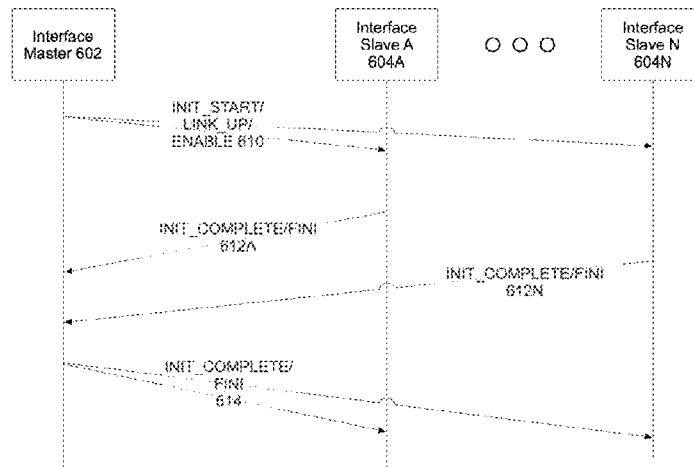 Interface
Master 602
Interface
Slave A
604A
Interface
Slave N
604N
INIT_START/
LINK_UP/
ENABLE 610
INIT_COMPLETE/FINI
612A
INIT_COMPLETE/FINI
612N
INIT_COMPLETE/
FINI
614